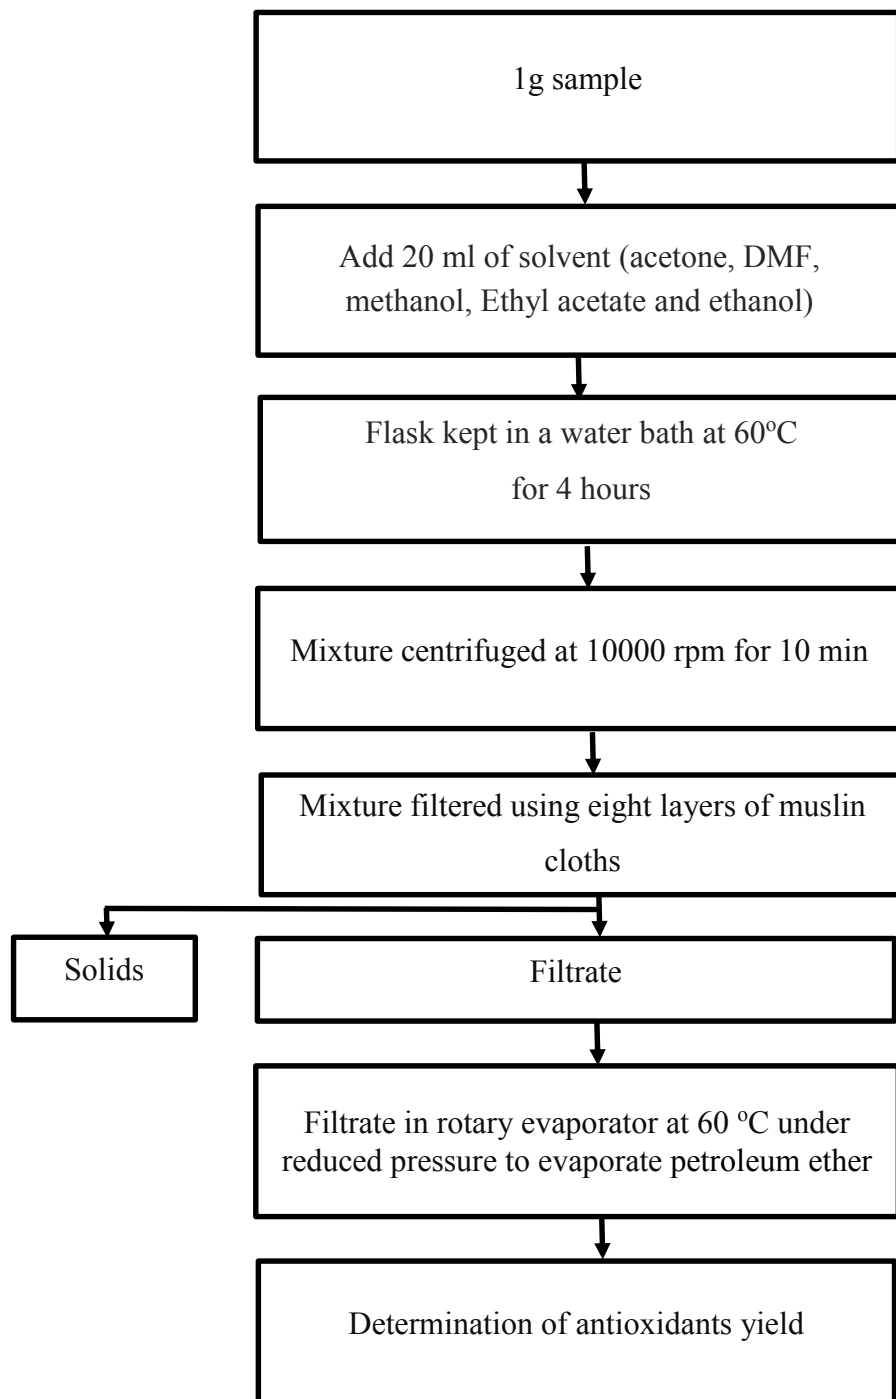 1g sample
Add 20 ml of solvent (acetone, DMF,
methanol, Ethyl acetate and ethanol)
Flask kept in a water bath at 60ºC
for 4 hours
Mixture centrifuged at 10000 rpm for 10 min
Mixture filtered using eight layers of muslin
cloths
Solids
Filtrate
Filtrate in rotary evaporator at 60 ºC under
reduced pressure to evaporate petroleum ether
Determination of antioxidants yield